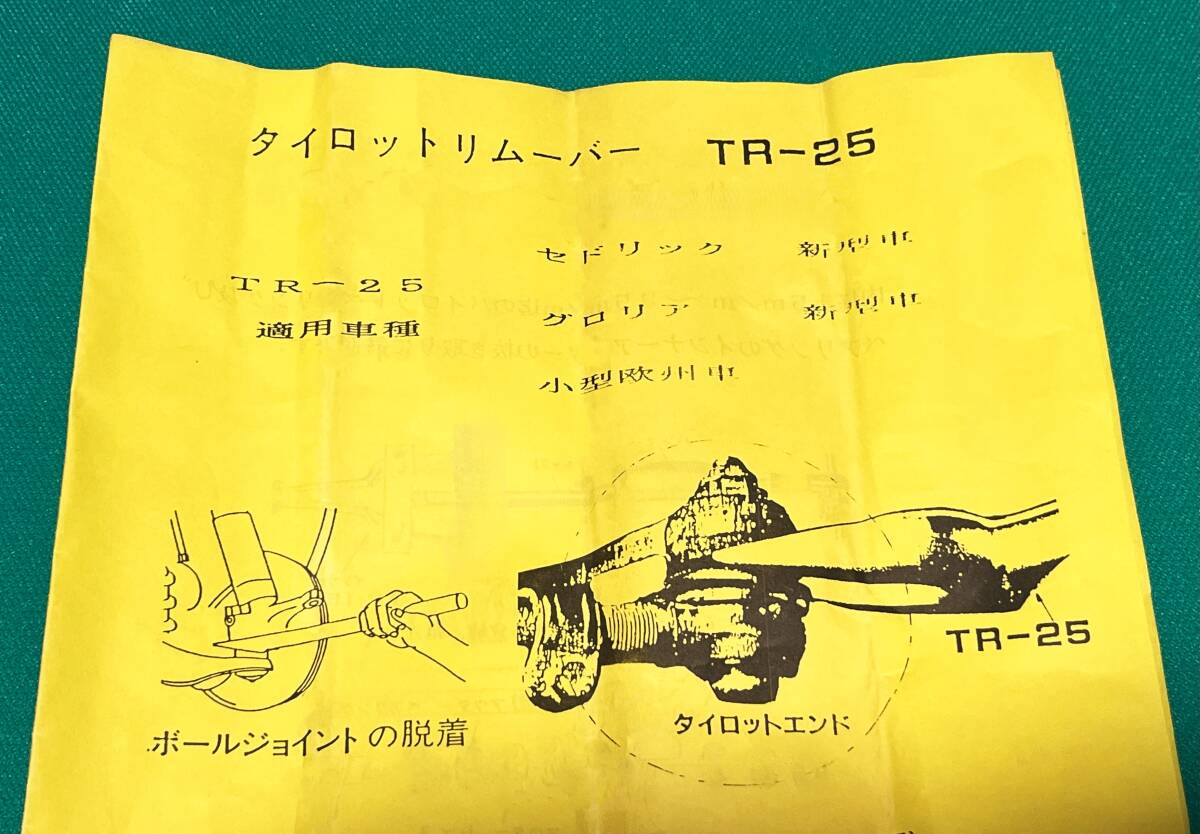 タイロットリムーバー TR-25
TR-25
適用車種
セドリック 新型車
グロリア 新型車
小型欧州車
TR-25
タイロットエンド
ボールジョイントの脱着